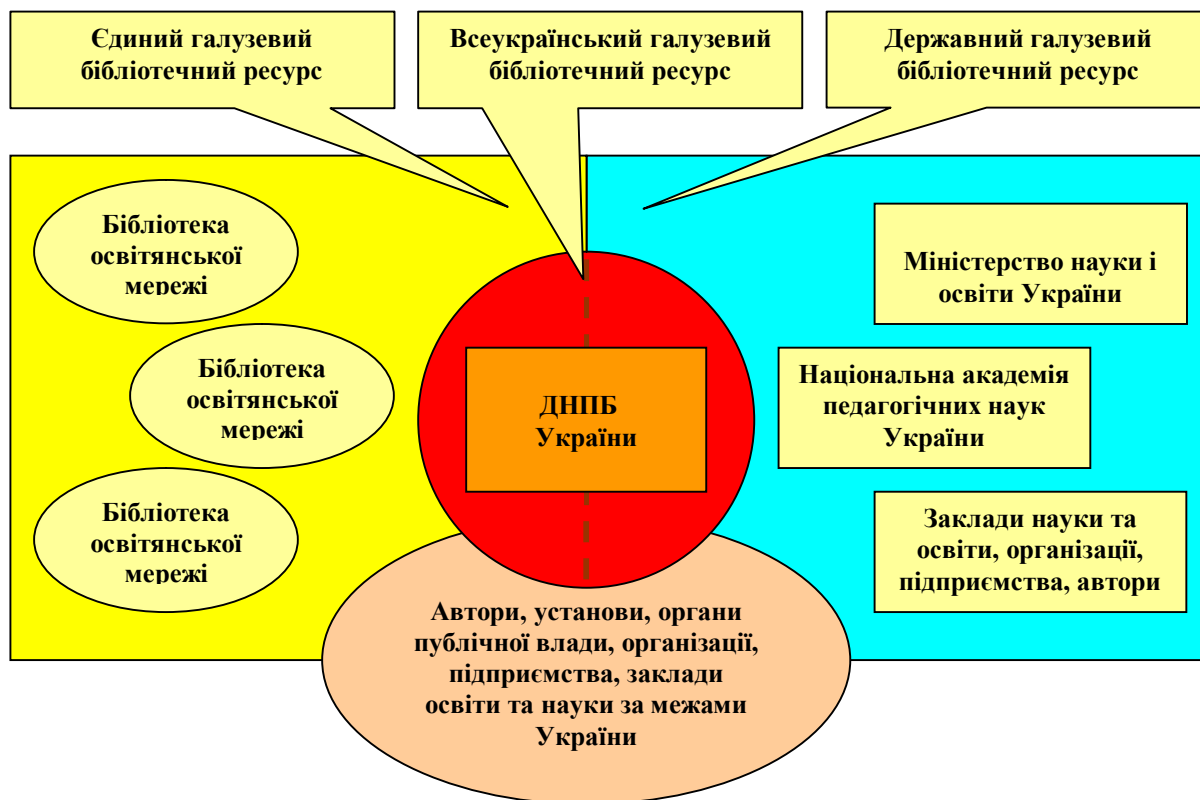 Єдиний галузевий
бібліотечний ресурс
Всеукраїнський галузевий
бібліотечний ресурс
Державний галузевий
бібліотечний ресурс
Бібліотека
освітянської
мережі
Бібліотека
освітянської
мережі
Бібліотека
освітянської
мережі
ДНПБ
України
Міністерство науки і
освіти України
Національна академія
педагогічних наук
України
Заклади науки та
освіти, організації,
підприємства, автори
Автори, установи, органи
публічної влади, організації,
підприємства, заклади
освіти та науки за межами
України